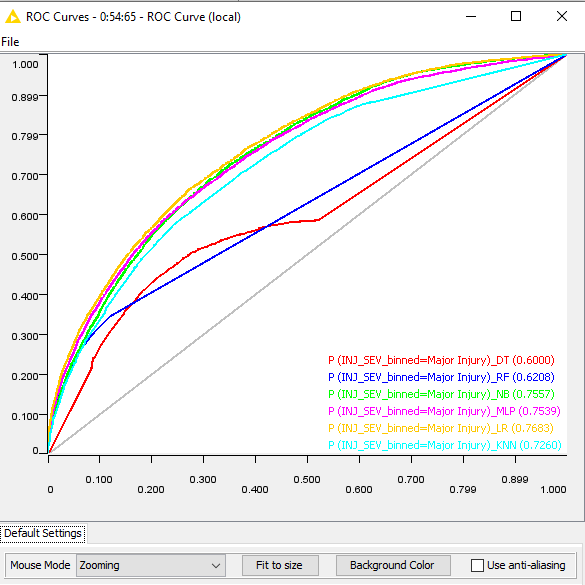 ROC Curves - 0:54:65 - ROC Curve (local)
File
1.000
0.899
0.799
0.700
0.600
0.500
0.400
0.300
0.200
0.100
0
P (INJ_SEV_binned=Major Injury)_DT (0.6000)
P (INJ_SEV_binned=Major Injury)_RF (0.6208)
P (INJ_SEV_binned=Major Injury)_NB (0.7557)
P (INJ_SEV_binned=Major Injury)_MLP (0.7539)
P (INJ_SEV_binned=Major Injury)_LR (0.7683)
P (INJ_SEV_binned=Major Injury)_KNN (0.7260)
0.100 0.300 0.500 0.700 0.899
0 0.200 0.400 0.600 0.799 1.000
Default Settings
Mouse Mode Zooming Fit to size Background Color Use anti-aliasing